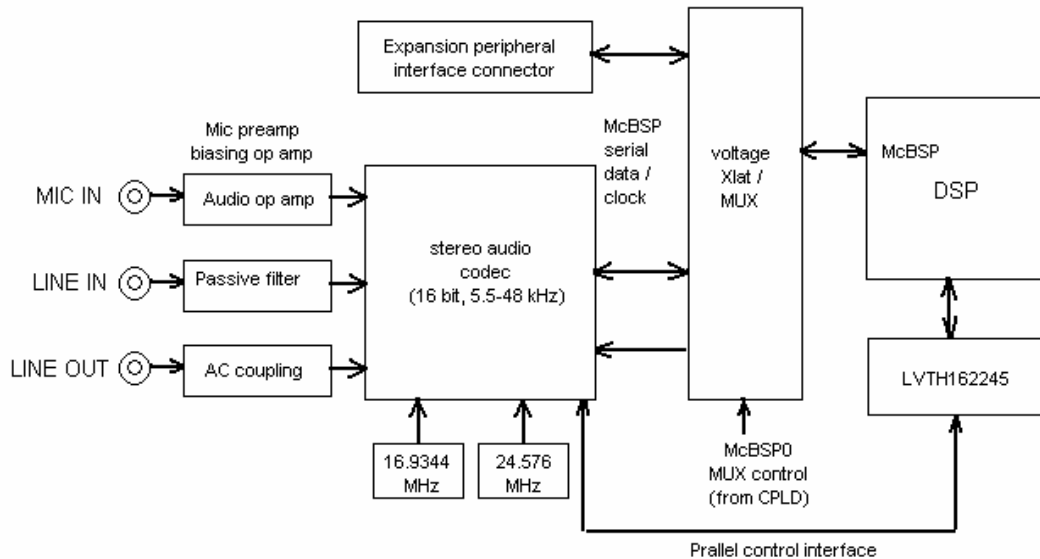 Expansion peripheral
interface connector
Mic preamp
biasing op amp
MIC IN
Audio op amp
LINE IN
Passive filter
LINE OUT
AC coupling
stereo audio
codec
(16 bit, 5.5-48 kHz)
16.9344
MHz
24.576
MHz
McBSP
serial
data /
clock
voltage
Xlat /
MUX
McBSP0
MUX control
(from CPLD)
McBSP
DSP
LVTH162245
Prallel control interface